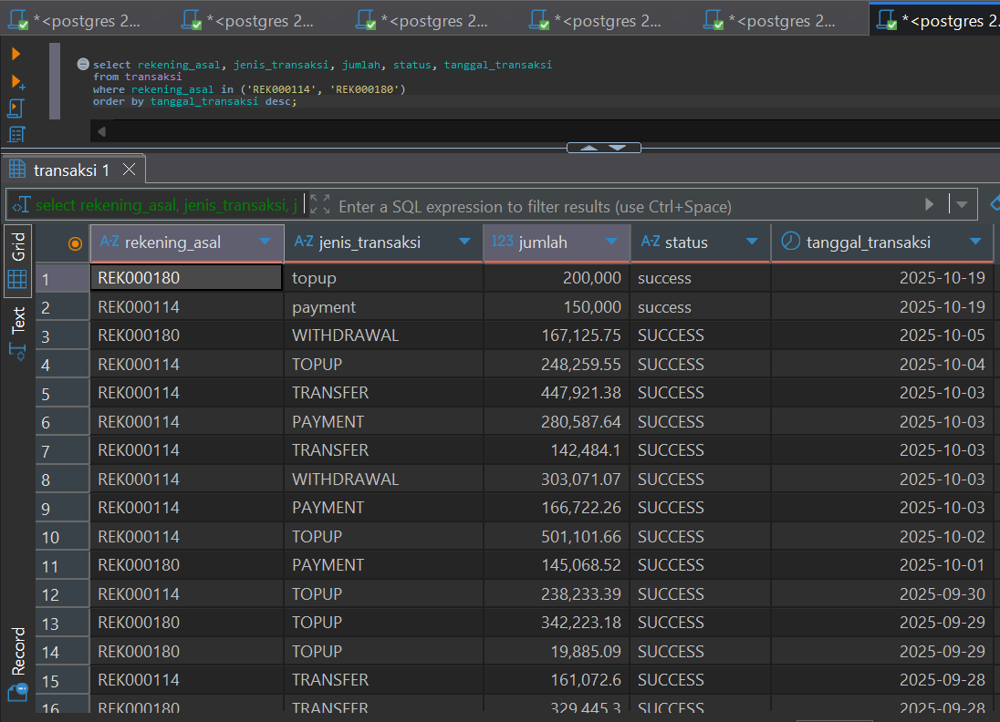 *<postgres 2... *<postgres 2... *<postgres 2... *<postgres 2... *<postgres 2... *<postgres 2.
select rekening_asal, jenis_transaksi, jumlah, status, tanggal_transaksi
from transaksi
where rekening_asal in ('REK000114', 'REK000180')
order by tanggal_transaksi desc;
transaksi 1
select rekening_asal, jenis_transaksi, j Enter a SQL expression to filter results (use Ctrl+Space)
Grid
Text
Record
A-Z rekening_asal A-Z jenis_transaksi 123 jumlah A-Z status tanggal_transaksi
1 REK000180 topup 200,000 success 2025-10-19
2 REK000114 payment 150,000 success 2025-10-19
3 REK000180 WITHDRAWAL 167,125.75 SUCCESS 2025-10-05
4 REK000114 TOPUP 248,259.55 SUCCESS 2025-10-04
5 REK000114 TRANSFER 447,921.38 SUCCESS 2025-10-03
6 REK000114 PAYMENT 280,587.64 SUCCESS 2025-10-03
7 REK000114 TRANSFER 142,484.1 SUCCESS 2025-10-03
8 REK000114 WITHDRAWAL 303,071.07 SUCCESS 2025-10-03
9 REK000114 PAYMENT 166,722.26 SUCCESS 2025-10-03
10 REK000114 TOPUP 501,101.66 SUCCESS 2025-10-02
11 REK000180 PAYMENT 145,068.52 SUCCESS 2025-10-01
12 REK000114 TOPUP 238,233.39 SUCCESS 2025-09-30
13 REK000180 TOPUP 342,223.18 SUCCESS 2025-09-29
14 REK000180 TOPUP 19,885.09 SUCCESS 2025-09-29
15 REK000114 TRANSFER 161,072.6 SUCCESS 2025-09-28
16 REK000180 TRANSFER 329,445.3 SUCCESS 2025-09-28